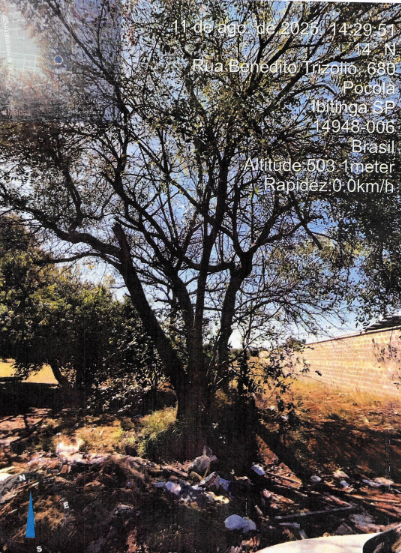 11 de ago. de 2025, 14:29:51
14° N
Rua Benedito Trizolio, 680
Pocola
Ibitinga SP
14948-006
Brasil
Altitude:503.1meter
Rapidez:0.0km/h
N
E
S